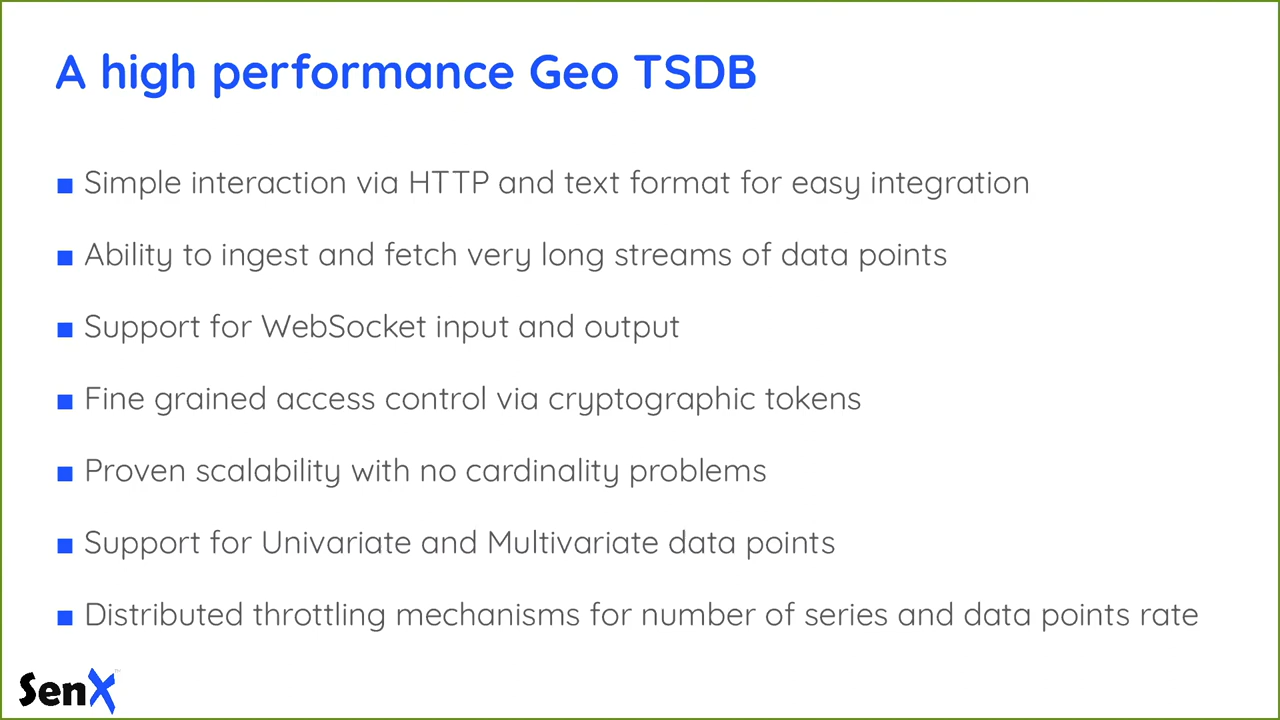 A high performance Geo TSDB
■ Simple interaction via HTTP and text format for easy integration
■ Ability to ingest and fetch very long streams of data points
■ Support for WebSocket input and output
■ Fine grained access control via cryptographic tokens
■ Proven scalability with no cardinality problems
■ Support for Univariate and Multivariate data points
■ Distributed throttling mechanisms for number of series and data points rate
SenX